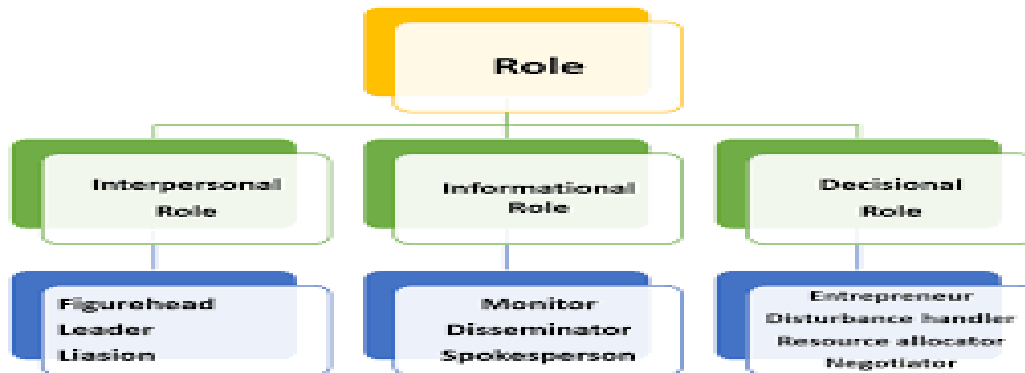 Role
Interpersonal
Role
Informational
Role
Decisional
Role
Figurehead
Leader
Liasion
Monitor
Disseminator
Spokesperson
Entrepreneur
Disturbance handler
Resource allocator
Negotiator